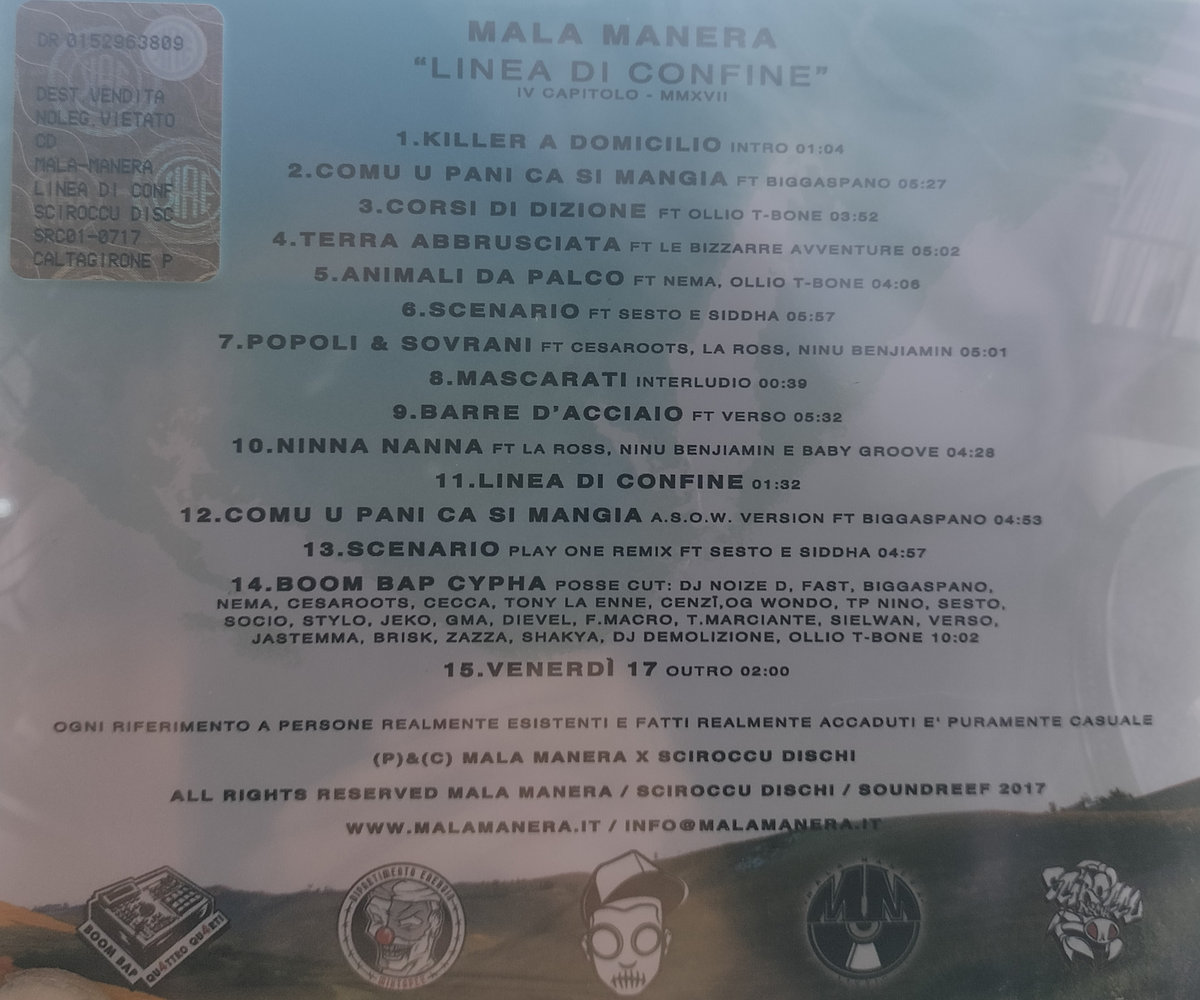 DR 0152963809
DEST.VENDITA
NOLEG.VIETATO
CD
MALA-MANERA
LINEA DI CONF
SCIROCCU DISC
SRC01-0717
CALTAGIRONE P
SIAE
MALA MANERA
"LINEA DI CONFINE"
IV CAPITOLO - MMXVII
1.KILLER A DOMICILIO INTRO 01:04
2.COMU U PANI CA SI MANGIA FT BIGGASPANO 05:27
3.CORSI DI DIZIONE FT OLLIO T-BONE 03:52
4.TERRA ABBRUSCIATA FT LE BIZZARRE AVVENTURE 05:02
5.ANIMALI DA PALCO FT NEMA, OLLIO T-BONE 04:06
6.SCENARIO FT SESTO E SIDDHA 05:57
7.POPOLI & SOVRANI FT CESAROOTS, LA ROSS, NINU BENJIAMIN 05:01
8.MASCARATI INTERLUDIO 00:39
9.BARRE D'ACCIAIO FT VERSO 05:32
10.NINNA NANNA FT LA ROSS, NINU BENJIAMIN E BABY GROOVE 04:28
11.LINEA DI CONFINE 01:32
12.COMU U PANI CA SI MANGIA A.S.O.W. VERSION FT BIGGASPANO 04:53
13.SCENARIO PLAY ONE REMIX FT SESTO E SIDDHA 04:57
14.BOOM BAP CYPHA POSSE CUT: DJ NOIZE D, FAST, BIGGASPANO,
NEMA, CESAROOTS, CECCA, TONY LA ENNE, CENZÏ,OG WONDO, TP NINO, SESTO,
SOCIO, STYLO, JEKO, GMA, DIEVEL, F.MACRO, T.MARCIANTE, SIELWAN, VERSO,
JASTEMMA, BRISK, ZAZZA, SHAKYA, DJ DEMOLIZIONE, OLLIO T-BONE 10:02
15.VENERDÌ 17 OUTRO 02:00
OGNI RIFERIMENTO A PERSONE REALMENTE ESISTENTI E FATTI REALMENTE ACCADUTI E' PURAMENTE CASUALE
(P)&(C) MALA MANERA X SCIROCCU DISCHI
ALL RIGHTS RESERVED MALA MANERA / SCIROCCU DISCHI / SOUNDREEF 2017
WWW.MALAMANERA.IT / INFO@MALAMANERA.IT
BOOM BAP
QU4TTRO QU4RTI
DIPARTIMENTO ENERGIA
MIXTAPEZ
MM